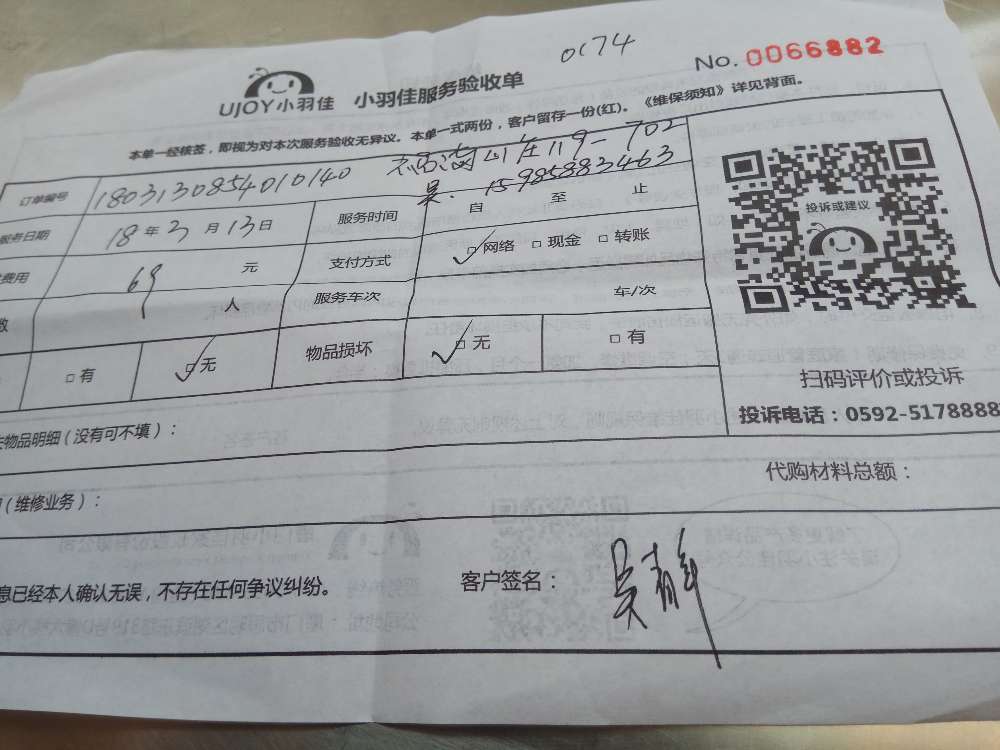 0174
No. 0066882
UJOY小羽佳 小羽佳服务验收单
本单一经核签，即视为对本次服务验收无异议。本单一式两份，客户留存一份(红)。《维保须知》详见背面。
订单编号 1803130854010140 119-702
吴: 15985883463
服务日期 18年3月13日 服务时间 自 至 止
费用 69 元 支付方式 ☑网络 □现金 □转账
数 人 服务车次 车/次
□有 ☑无 物品损坏 ☑无 □有
投诉或建议
扫码评价或投诉
投诉电话：0592-5178888
物品明细（没有可不填）：
代购材料总额：
（维修业务）：
息已经本人确认无误，不存在任何争议纠纷。 客户签名：吴静